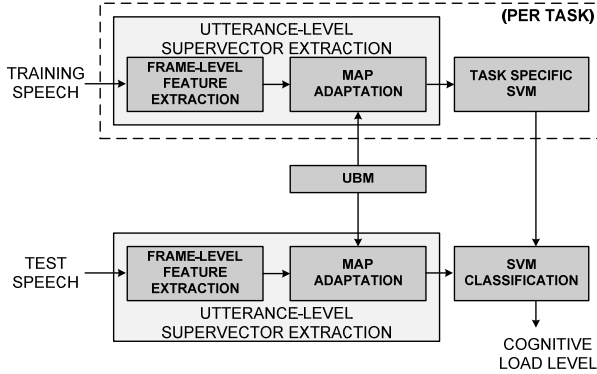 (PER TASK)
UTTERANCE-LEVEL
SUPERVECTOR EXTRACTION
TRAINING
SPEECH
FRAME-LEVEL
FEATURE
EXTRACTION
MAP
ADAPTATION
TASK SPECIFIC
SVM
UBM
TEST
SPEECH
FRAME-LEVEL
FEATURE
EXTRACTION
MAP
ADAPTATION
SVM
CLASSIFICATION
UTTERANCE-LEVEL
SUPERVECTOR EXTRACTION
COGNITIVE
LOAD LEVEL